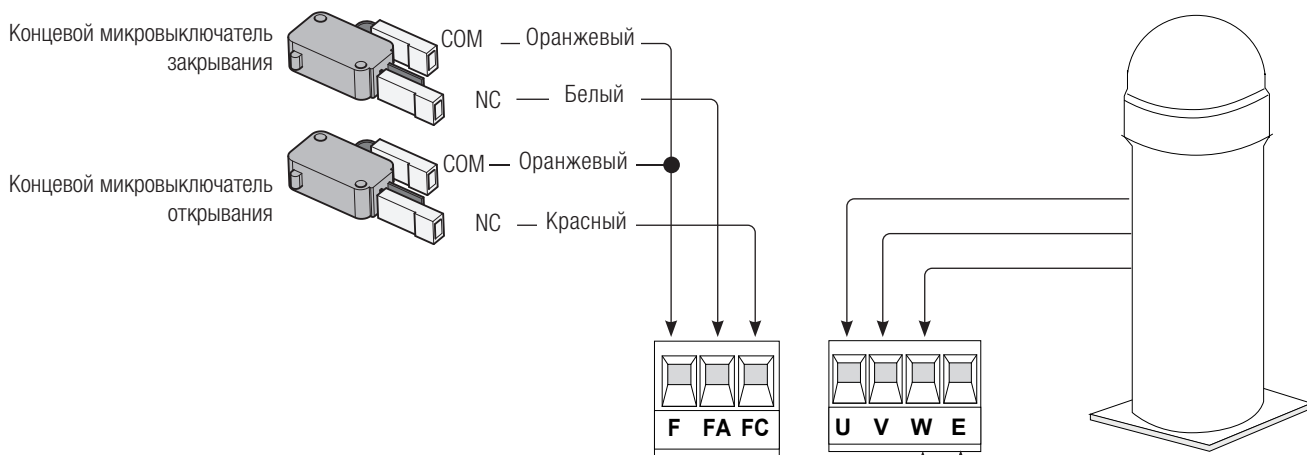 Концевой микровыключатель
закрывания
COM
Оранжевый
NC
Белый
Концевой микровыключатель
открывания
COM
Оранжевый
NC
Красный
F FA FC
U V W E